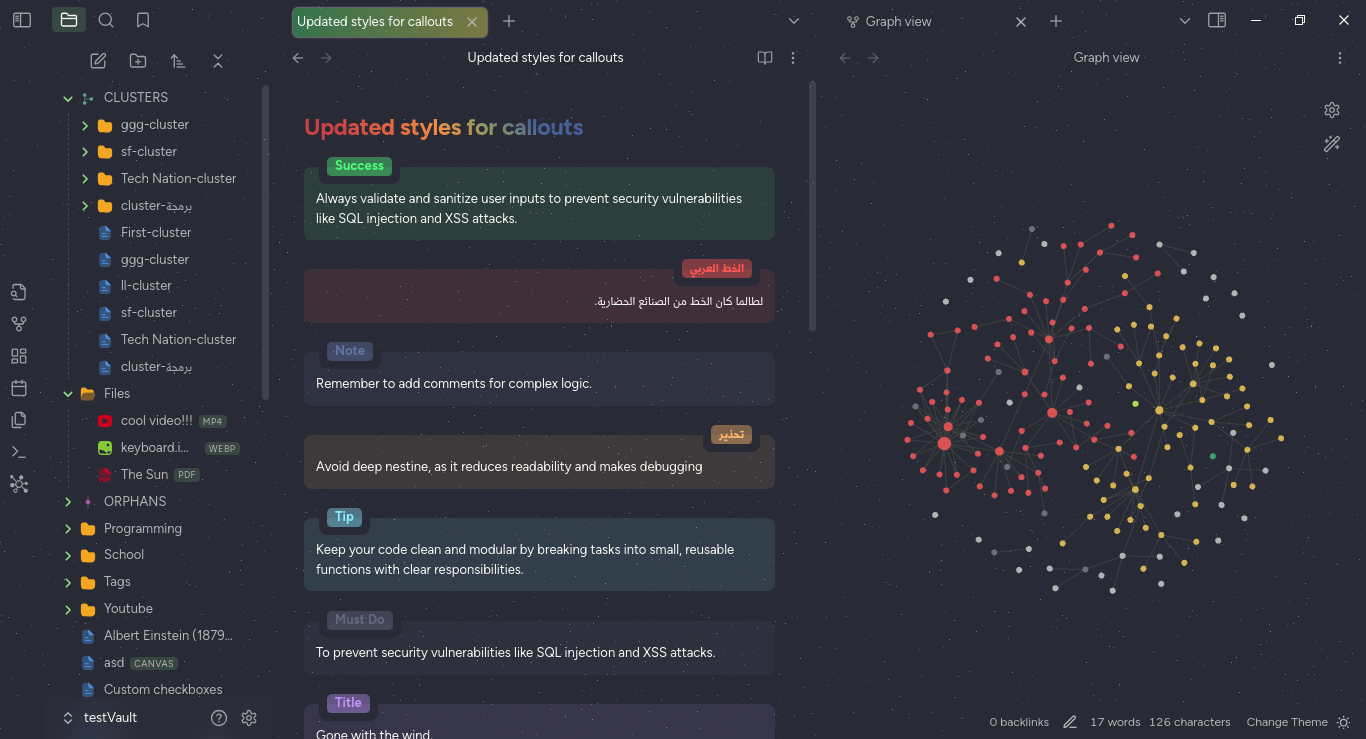 Updated styles for callouts
Graph view
Updated styles for callouts
Graph view
CLUSTERS
ggg-cluster
sf-cluster
Tech Nation-cluster
cluster-برمجة
First-cluster
ggg-cluster
ll-cluster
sf-cluster
Tech Nation-cluster
cluster-برمجة
Files
cool video!!! MP4
keyboard.i... WEBP
The Sun PDF
ORPHANS
Programming
School
Tags
Youtube
Albert Einstein (1879...
asd CANVAS
Custom checkboxes
testVault
Updated styles for callouts
Success
Always validate and sanitize user inputs to prevent security vulnerabilities
like SQL injection and XSS attacks.
الخط العربي
لطالما كان الخط من الصنائع الحضارية.
Note
Remember to add comments for complex logic.
تحذير
Avoid deep nestine, as it reduces readability and makes debugging
Tip
Keep your code clean and modular by breaking tasks into small, reusable
functions with clear responsibilities.
Must Do
To prevent security vulnerabilities like SQL injection and XSS attacks.
Title
Gone with the wind.
0 backlinks 17 words 126 characters Change Theme